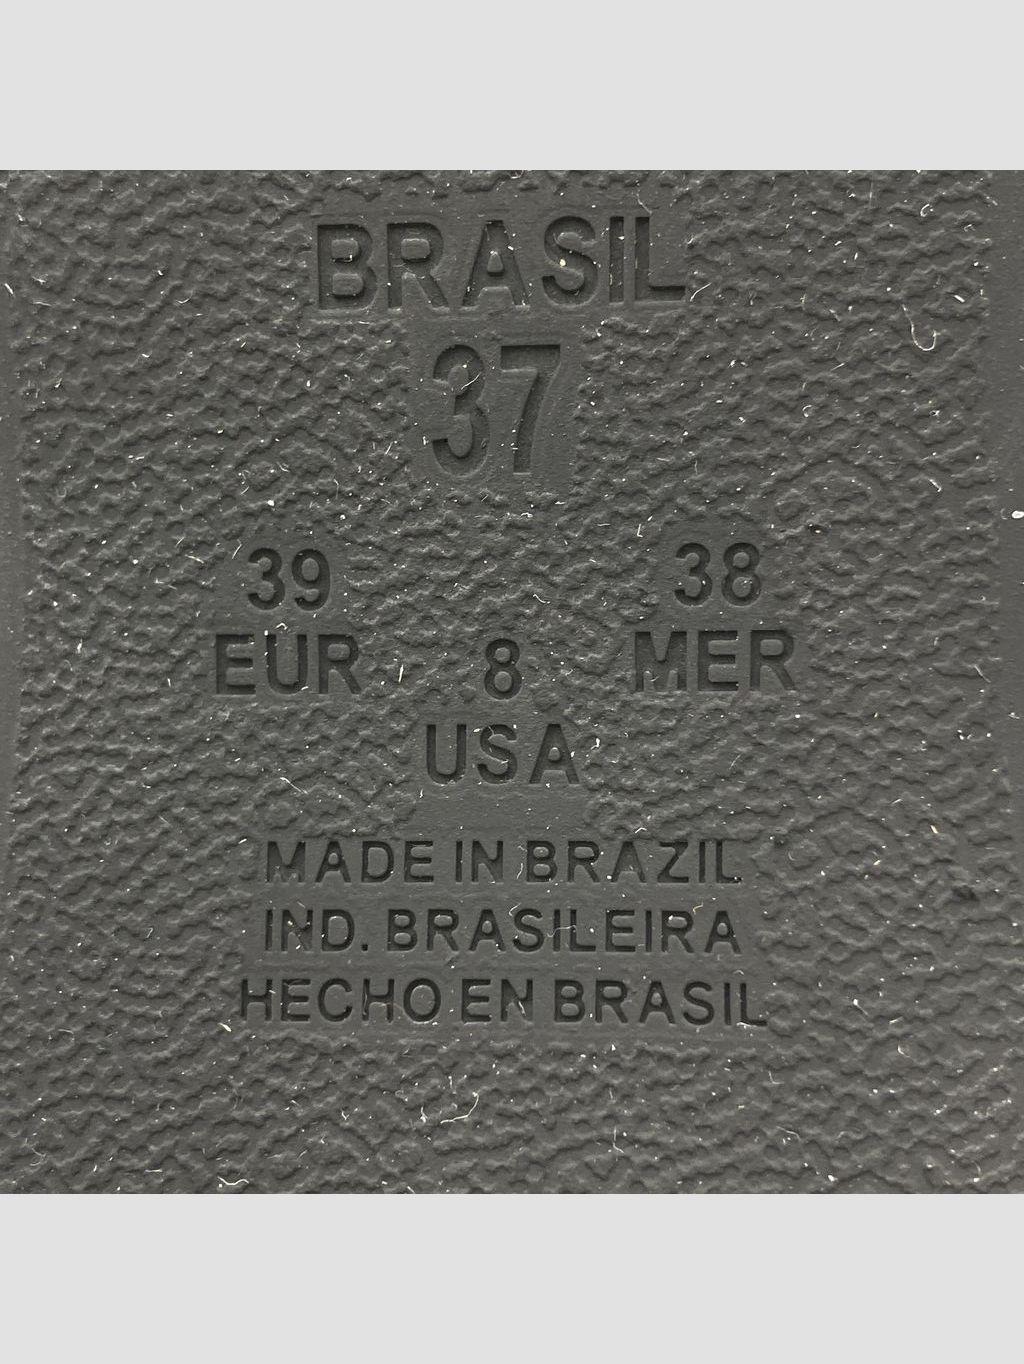 BRASIL
37
39 38
EUR 8 MER
USA
MADE IN BRAZIL
IND. BRASILEIRA
HECHO EN BRASIL